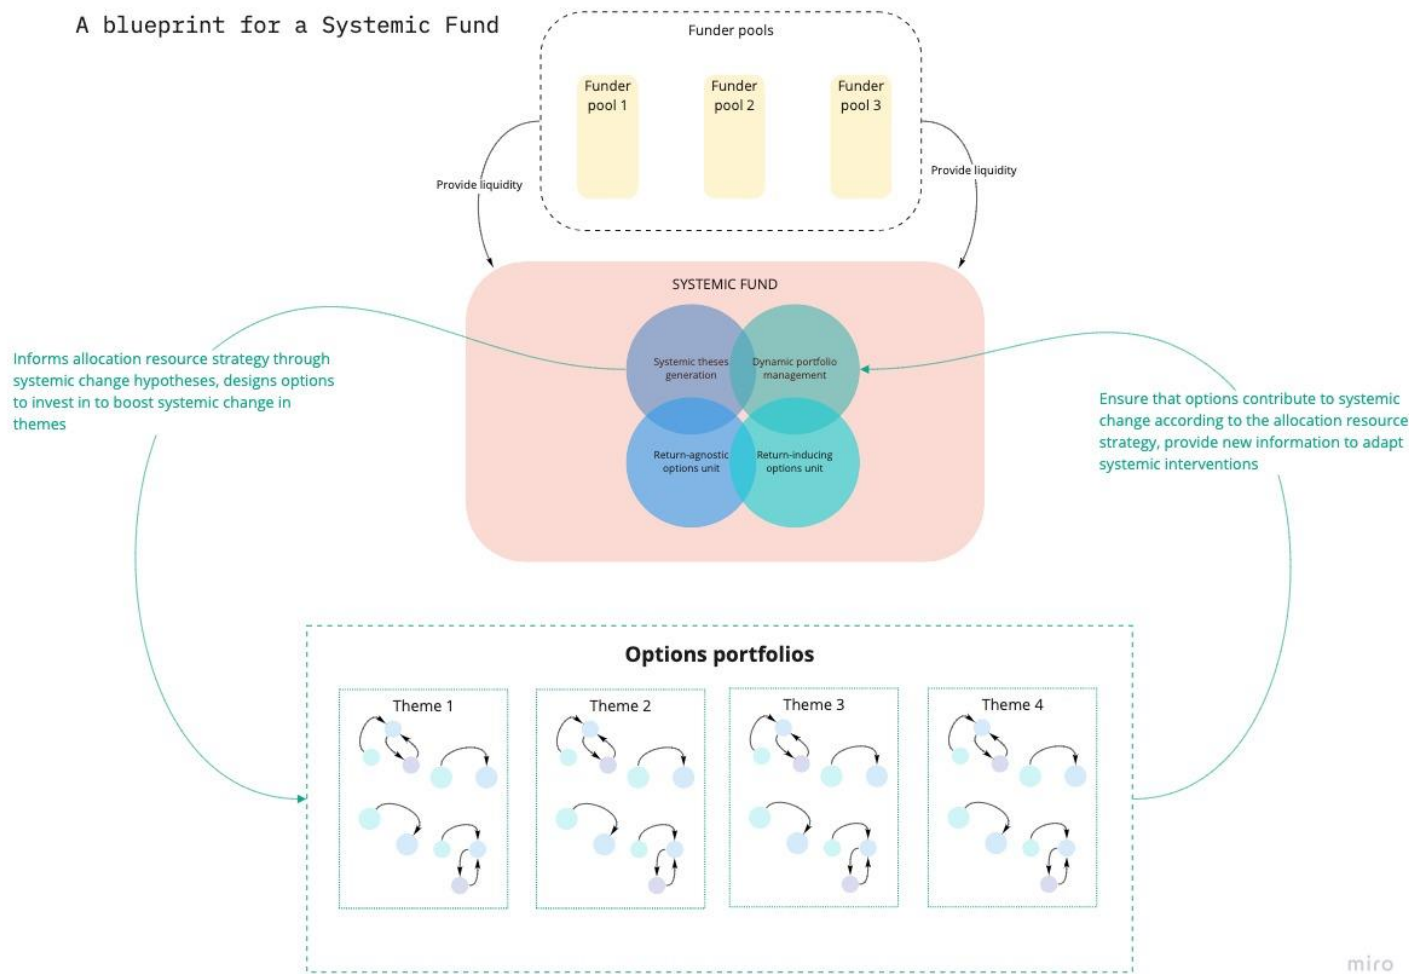 A blueprint for a Systemic Fund
Funder pools
Funder
pool 1
Funder
pool 2
Funder
pool 3
Provide liquidity
Provide liquidity
SYSTEMIC FUND
Systemic theses
generation
Dynamic portfolio
management
Return-agnostic
options unit
Return-inducing
options unit
Informs allocation resource strategy through
systemic change hypotheses, designs options
to invest in to boost systemic change in
themes
Ensure that options contribute to systemic
change according to the allocation resource
strategy, provide new information to adapt
systemic interventions
Options portfolios
Theme 1
Theme 2
Theme 3
Theme 4
miro